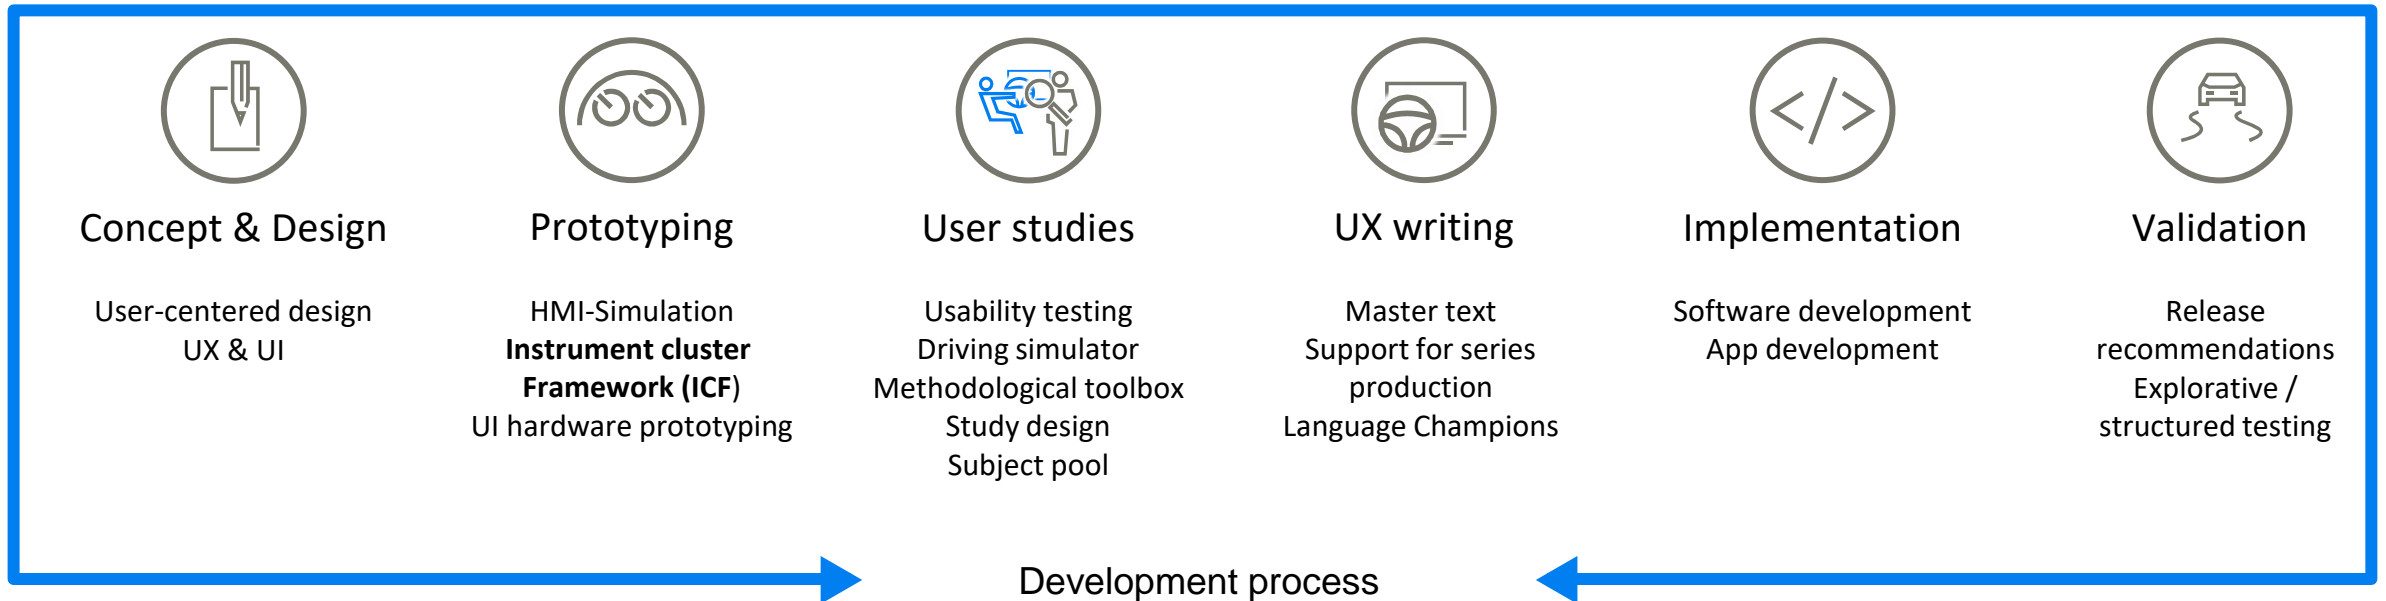 Concept & Design
User-centered design
UX & UI
Prototyping
HMI-Simulation
Instrument cluster
Framework (ICF)
UI hardware prototyping
User studies
Usability testing
Driving simulator
Methodological toolbox
Study design
Subject pool
UX writing
Master text
Support for series
production
Language Champions
Implementation
Software development
App development
Validation
Release
recommendations
Explorative /
structured testing
Development process